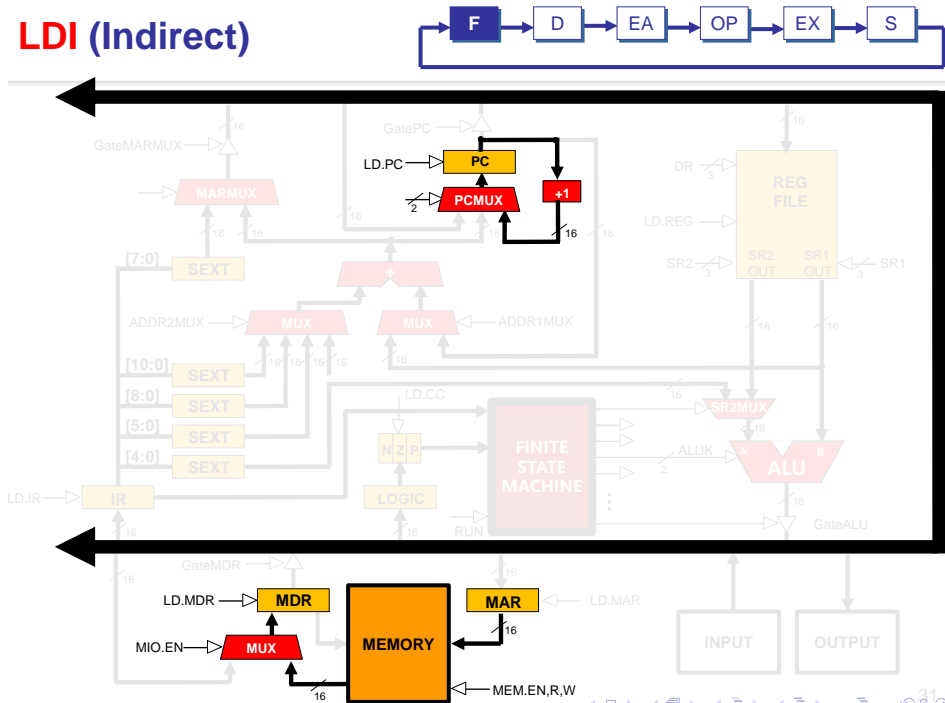 LDI (Indirect)
F D EA OP EX S
16
GateMARMUX
GatePC
16
16
LD.PC
PC
DR
3
REG
FILE
MARMUX
2
PCMUX
+1
LD.REG
16
16
16
16
16
16
[7:0]
SEXT
SR2
3
SR2
OUT
SR1
OUT
3
SR1
+
ADDR2MUX
MUX
MUX
ADDR1MUX
16
16
[10:0]
SEXT
16
16
16
16
16
[8:0]
SEXT
LD.CC
16
SR2MUX
[5:0]
SEXT
16
N Z P
FINITE
STATE
MACHINE
ALUK
2
A
B
ALU
[4:0]
SEXT
LD.IR
IR
LOGIC
16
16
16
RUN
GateALU
GateMDR
16
16
LD.MDR
MDR
MAR
LD.MAR
16
MIO.EN
MUX
MEMORY
INPUT
OUTPUT
16
MEM.EN,R,W
31